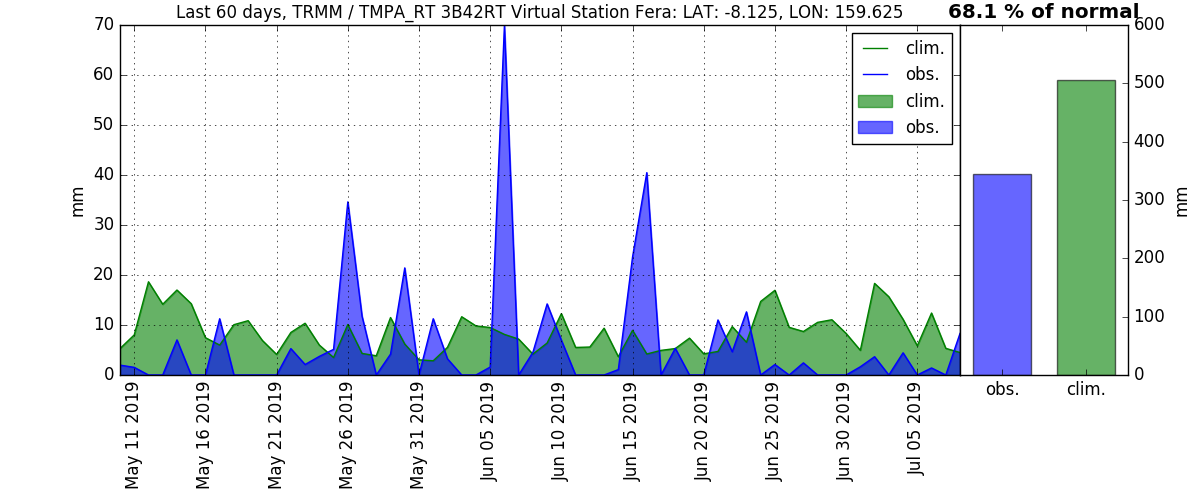 Last 60 days, TRMM / TMPA_RT 3B42RT Virtual Station Fera: LAT: -8.125, LON: 159.625
68.1 % of normal
70
60
50
40
30
20
10
0
mm
clim.
obs.
clim.
obs.
May 11 2019
May 16 2019
May 21 2019
May 26 2019
May 31 2019
Jun 05 2019
Jun 10 2019
Jun 15 2019
Jun 20 2019
Jun 25 2019
Jun 30 2019
Jul 05 2019
600
500
400
300
200
100
0
mm
obs.
clim.